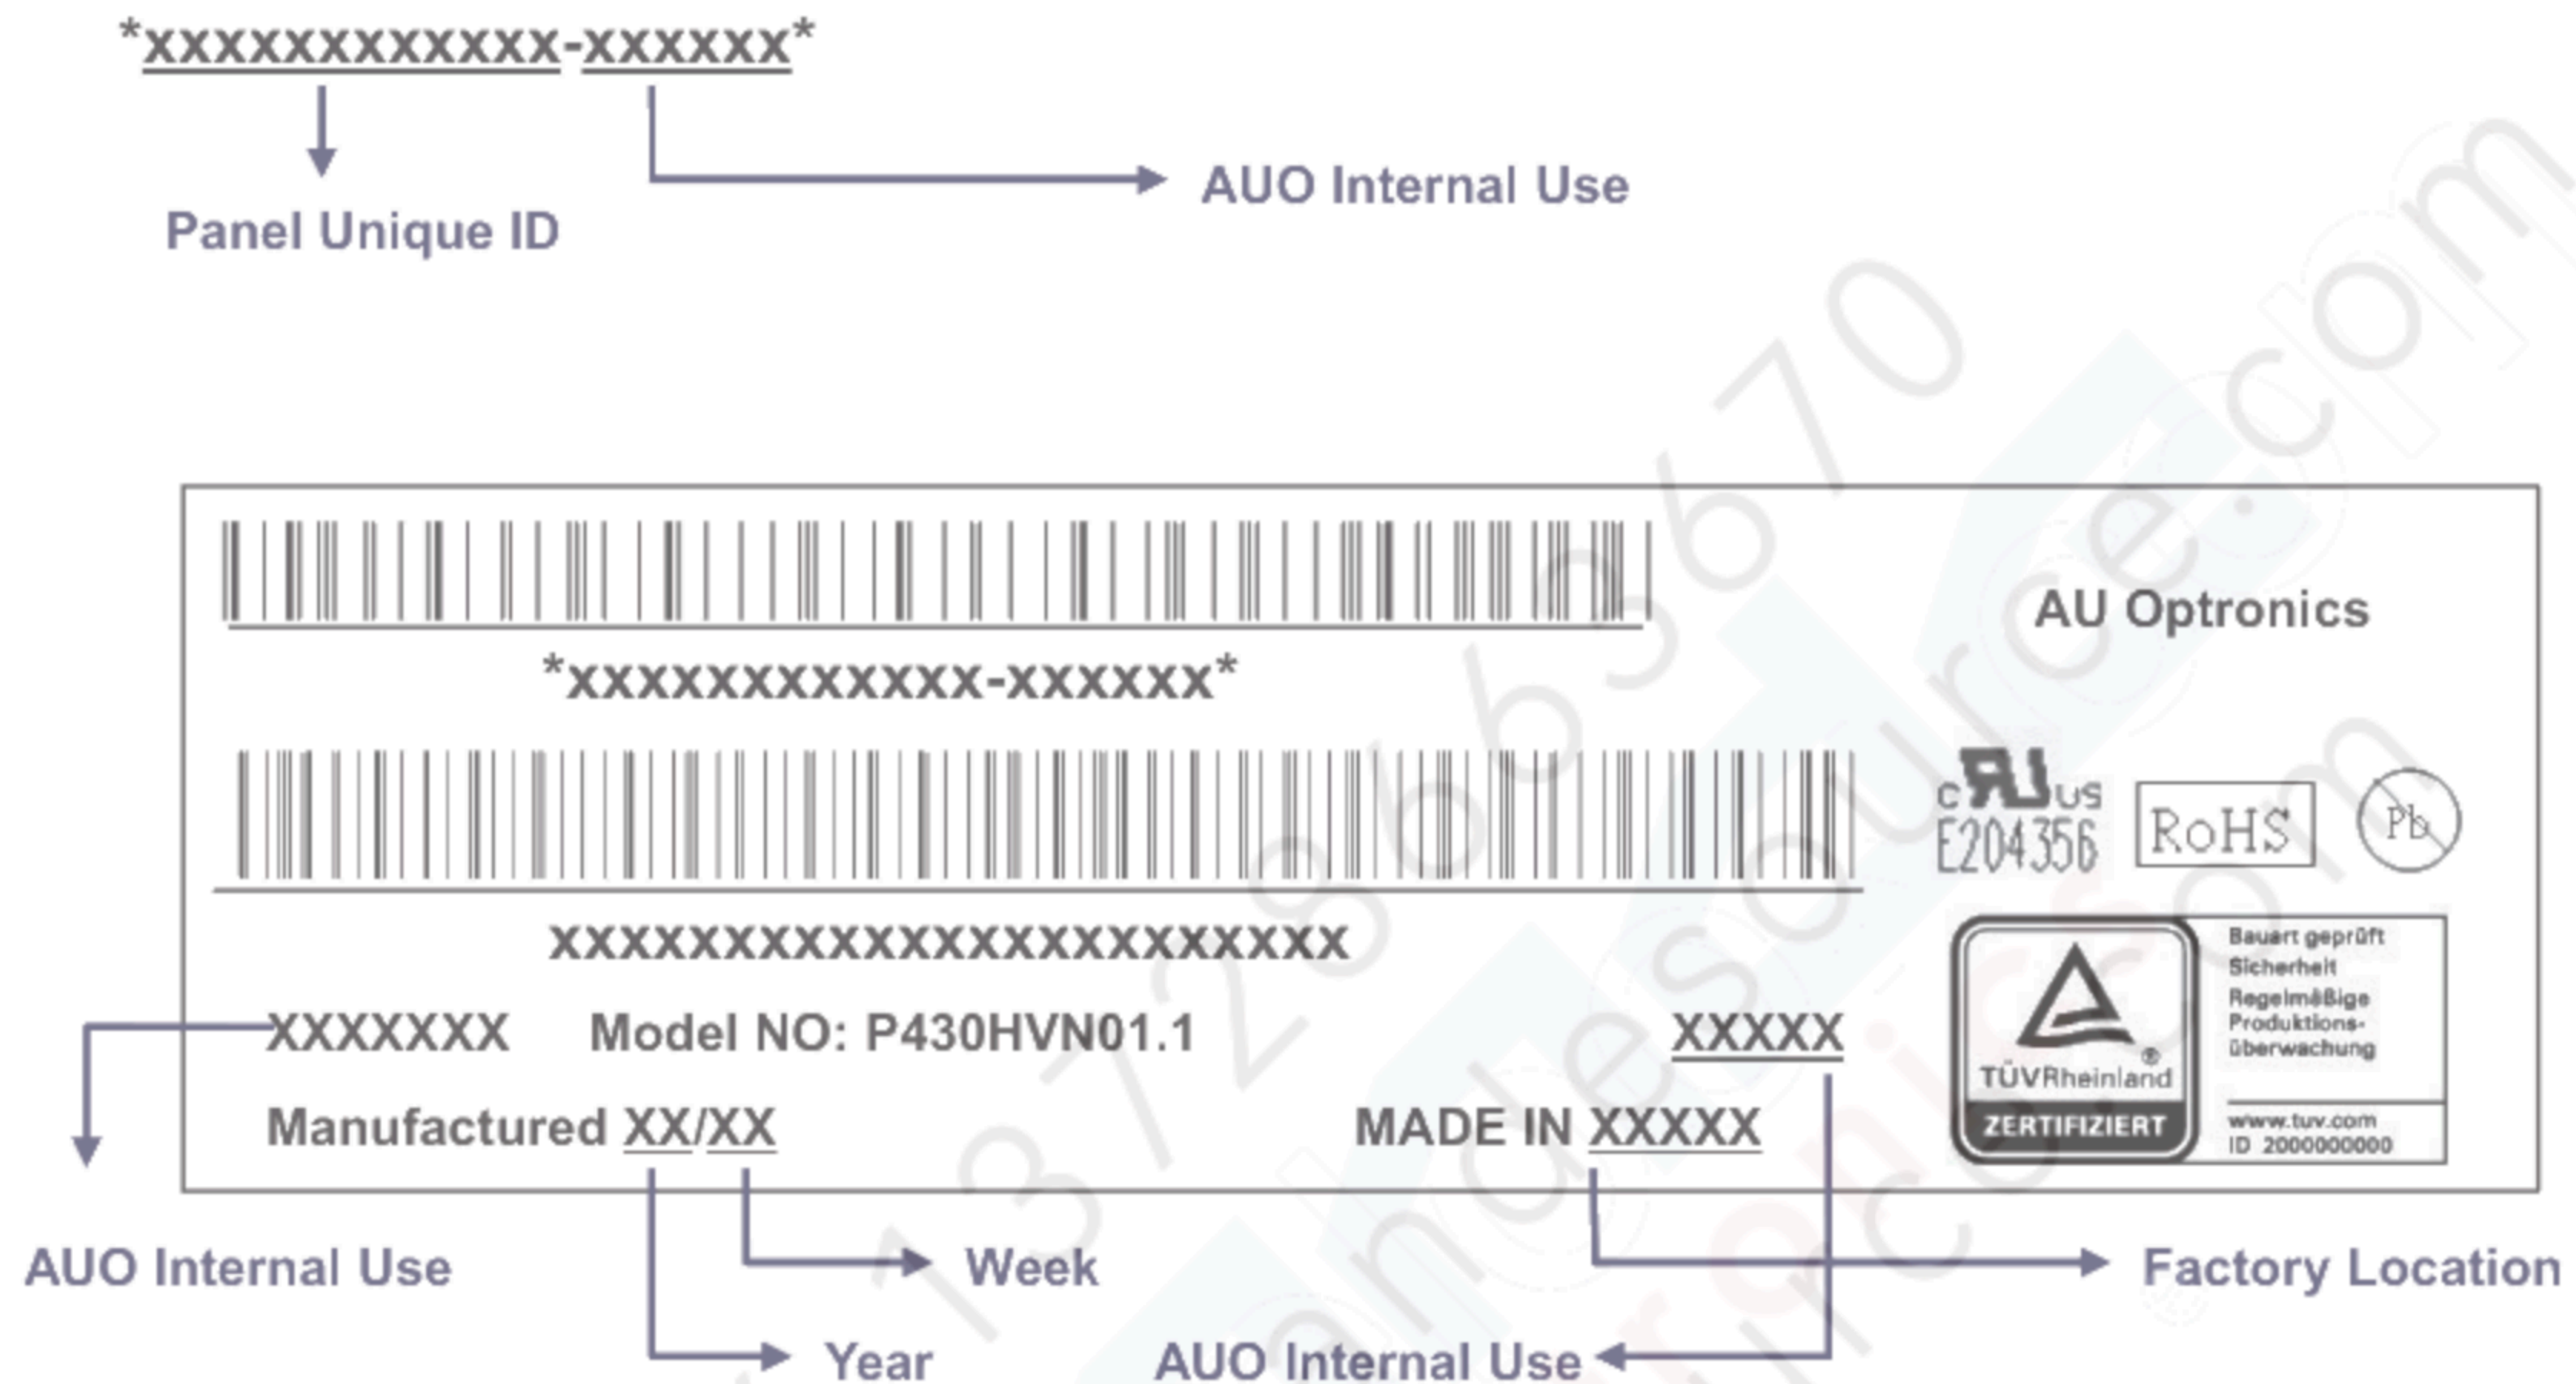 *xxxxxxxxxxxx-xxxxxx*
AUO Internal Use
Panel Unique ID
AU Optronics
*xxxxxxxxxxxx-xxxxxx*
c RU us
E204356
RoHS
Pb
xxxxxxxxxxxxxxxxxxxxxxx
Bauart geprüft
Sicherheit
Regelmäßige
Produktions-
überwachung
XXXXXXX Model NO: P430HVN01.1 XXXXX
TÜVRheinland ®
ZERTIFIZIERT
www.tuv.com
ID 2000000000
Manufactured XX/XX MADE IN XXXXX
AUO Internal Use
Week
Factory Location
Year
AUO Internal Use
13728663670